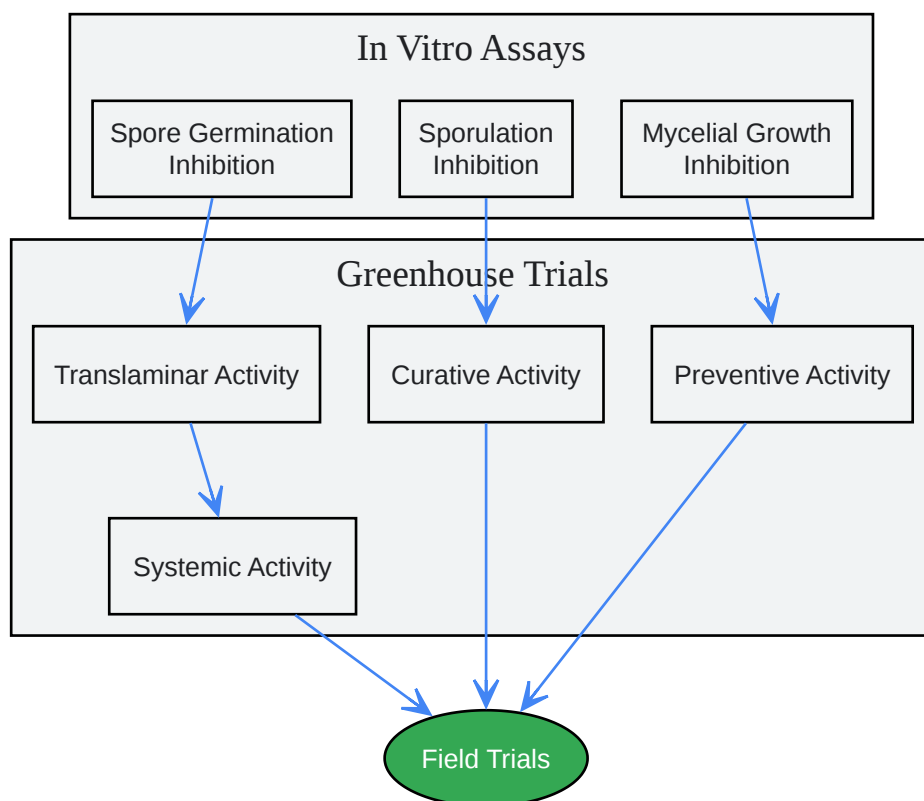 In Vitro Assays
Spore Germination
Inhibition
Sporulation
Inhibition
Mycelial Growth
Inhibition
Greenhouse Trials
Translaminar Activity
Curative Activity
Preventive Activity
Systemic Activity
Field Trials